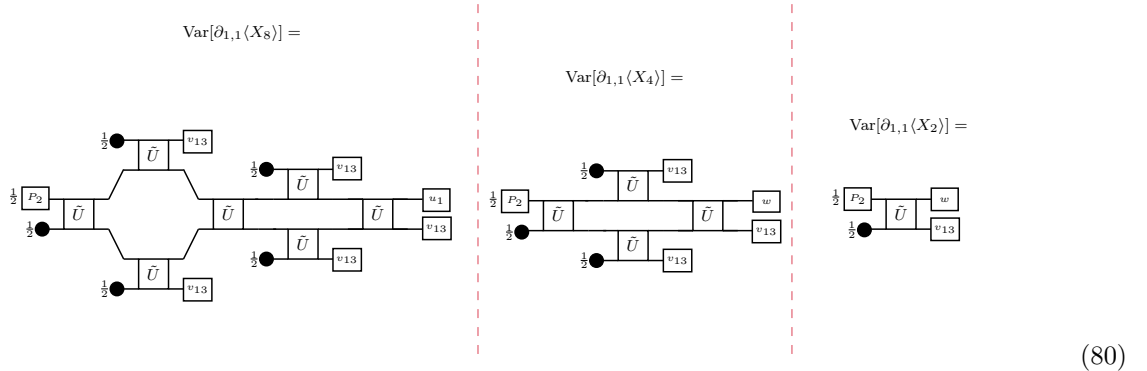 Var[∂₁,₁⟨X₈⟩] =
½ Ũ v₁₃
½ Ũ v₁₃
½ P₂ u₁
Ũ Ũ Ũ
½ v₁₃
½ Ũ v₁₃
½ Ũ v₁₃
Var[∂₁,₁⟨X₄⟩] =
½ Ũ v₁₃
½ P₂ w
Ũ Ũ
½ v₁₃
½ Ũ v₁₃
Var[∂₁,₁⟨X₂⟩] =
½ P₂ w
Ũ
½ v₁₃
(80)